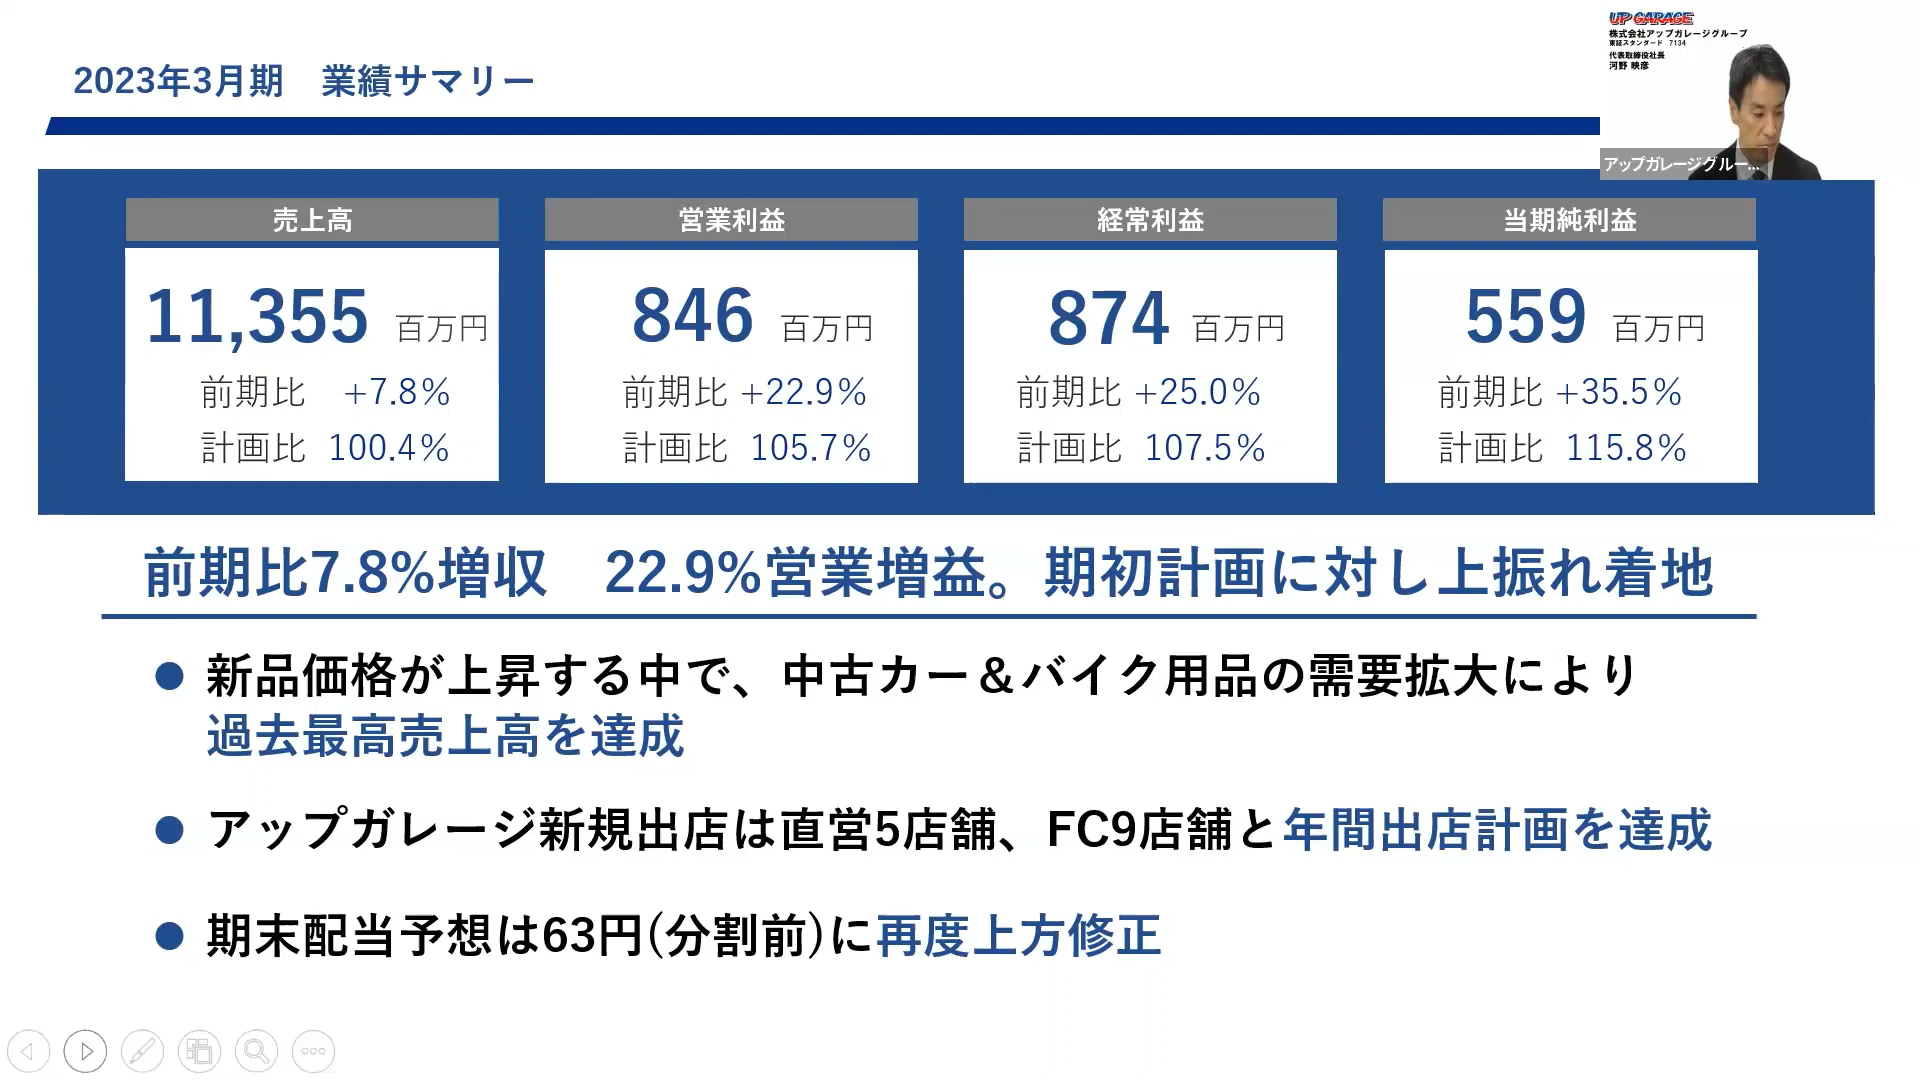 2023年3月期　業績サマリー
UP GARAGE
株式会社アップガレージグループ
東証スタンダード 7134
代表取締役社長
河野 映彦
アップガレージグルー…
売上高
11,355 百万円
前期比 +7.8%
計画比 100.4%
営業利益
846 百万円
前期比 +22.9%
計画比 105.7%
経常利益
874 百万円
前期比 +25.0%
計画比 107.5%
当期純利益
559 百万円
前期比 +35.5%
計画比 115.8%
前期比7.8%増収　22.9%営業増益。期初計画に対し上振れ着地
● 新品価格が上昇する中で、中古カー＆バイク用品の需要拡大により
過去最高売上高を達成
● アップガレージ新規出店は直営5店舗、FC9店舗と年間出店計画を達成
● 期末配当予想は63円(分割前)に再度上方修正